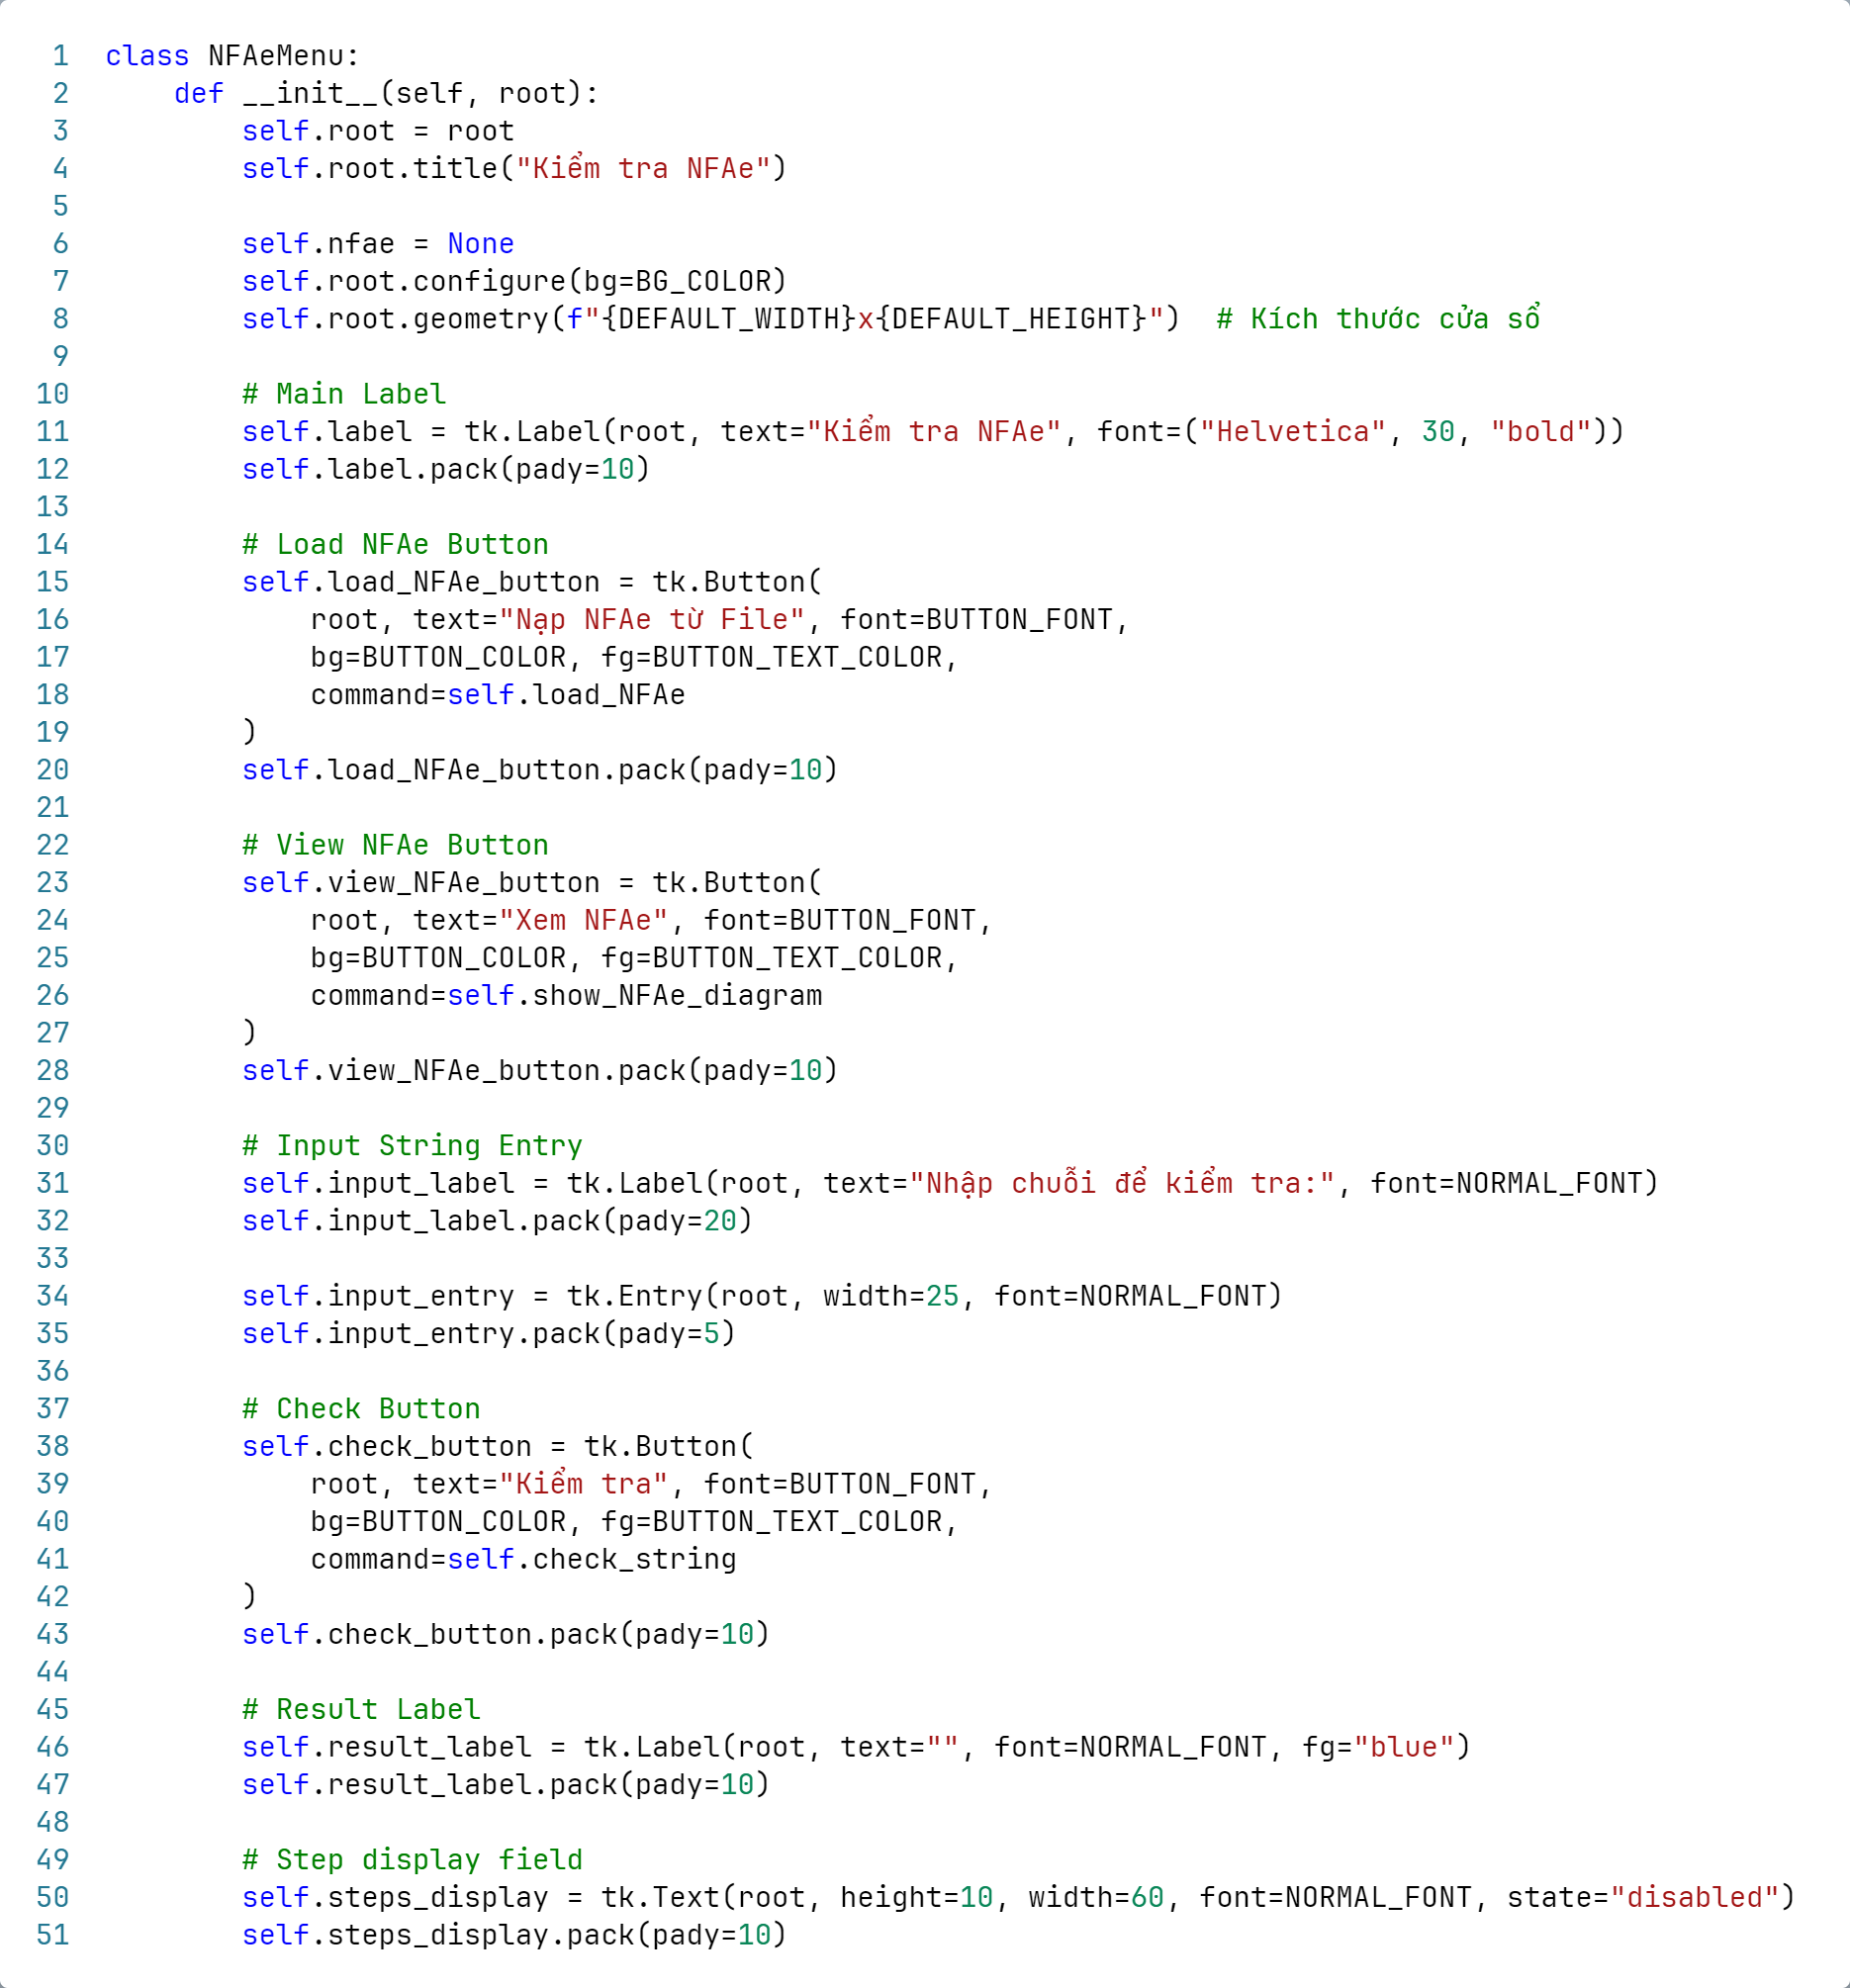 1 class NFAeMenu:
2     def __init__(self, root):
3         self.root = root
4         self.root.title("Kiểm tra NFAe")
5
6         self.nfae = None
7         self.root.configure(bg=BG_COLOR)
8         self.root.geometry(f"{DEFAULT_WIDTH}x{DEFAULT_HEIGHT}")  # Kích thước cửa sổ
9
10         # Main Label
11         self.label = tk.Label(root, text="Kiểm tra NFAe", font=("Helvetica", 30, "bold"))
12         self.label.pack(pady=10)
13
14         # Load NFAe Button
15         self.load_NFAe_button = tk.Button(
16             root, text="Nạp NFAe từ File", font=BUTTON_FONT,
17             bg=BUTTON_COLOR, fg=BUTTON_TEXT_COLOR,
18             command=self.load_NFAe
19         )
20         self.load_NFAe_button.pack(pady=10)
21
22         # View NFAe Button
23         self.view_NFAe_button = tk.Button(
24             root, text="Xem NFAe", font=BUTTON_FONT,
25             bg=BUTTON_COLOR, fg=BUTTON_TEXT_COLOR,
26             command=self.show_NFAe_diagram
27         )
28         self.view_NFAe_button.pack(pady=10)
29
30         # Input String Entry
31         self.input_label = tk.Label(root, text="Nhập chuỗi để kiểm tra:", font=NORMAL_FONT)
32         self.input_label.pack(pady=20)
33
34         self.input_entry = tk.Entry(root, width=25, font=NORMAL_FONT)
35         self.input_entry.pack(pady=5)
36
37         # Check Button
38         self.check_button = tk.Button(
39             root, text="Kiểm tra", font=BUTTON_FONT,
40             bg=BUTTON_COLOR, fg=BUTTON_TEXT_COLOR,
41             command=self.check_string
42         )
43         self.check_button.pack(pady=10)
44
45         # Result Label
46         self.result_label = tk.Label(root, text="", font=NORMAL_FONT, fg="blue")
47         self.result_label.pack(pady=10)
48
49         # Step display field
50         self.steps_display = tk.Text(root, height=10, width=60, font=NORMAL_FONT, state="disabled")
51         self.steps_display.pack(pady=10)